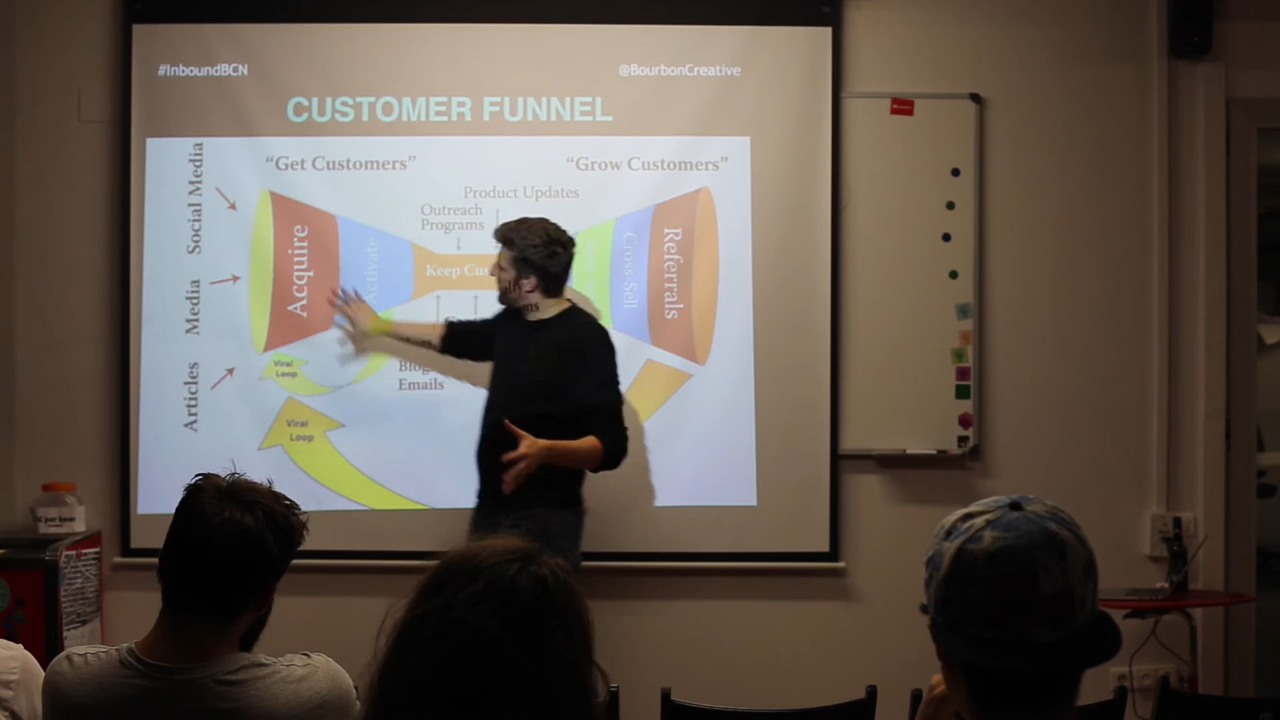 #InboundBCN
@BourbonCreative
CUSTOMER FUNNEL
"Get Customers"
"Grow Customers"
Social Media
Media
Articles
Product Updates
Outreach
Programs
Acquire
Activate
Keep Cus
Cross-Sell
Referrals
Emails
Viral
Loop
Viral
Loop